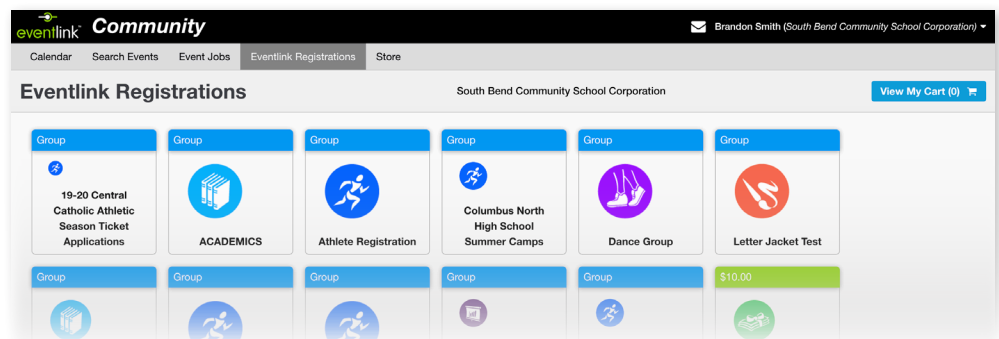 eventlink Community
Brandon Smith (South Bend Community School Corporation)
Calendar Search Events Event Jobs Eventlink Registrations Store
Eventlink Registrations
South Bend Community School Corporation
View My Cart (0)
Group
19-20 Central
Catholic Athletic
Season Ticket
Applications
Group
ACADEMICS
Group
Athlete Registration
Group
Columbus North
High School
Summer Camps
Group
Dance Group
Group
Letter Jacket Test
Group
Group
Group
Group
Group
$10.00